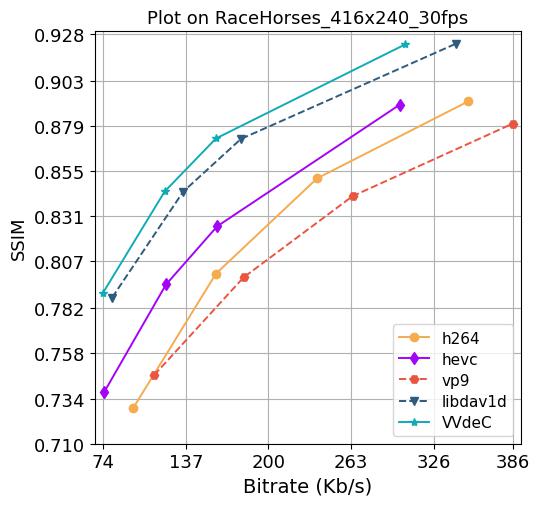 Plot on RaceHorses_416x240_30fps
0.928
0.903
0.879
0.855
0.831
0.807
0.782
0.758
0.734
0.710
SSIM
h264
hevc
vp9
libdav1d
VVdeC
74 137 200 263 326 386
Bitrate (Kb/s)